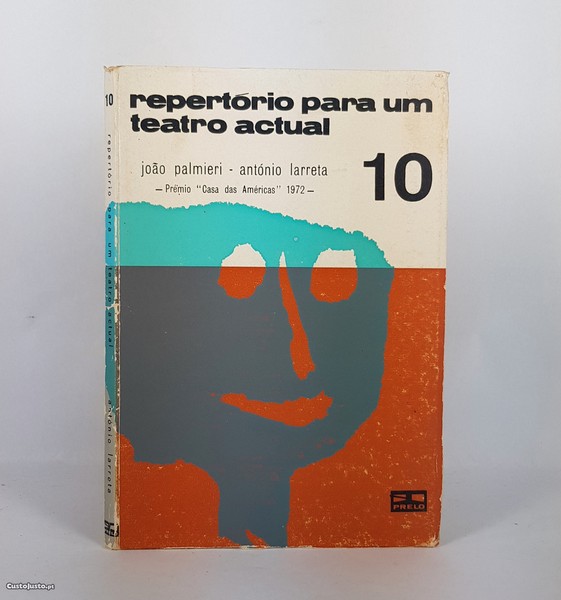 repertório para um
teatro actual
joão palmieri - antónio larreta
— Prémio "Casa das Américas" 1972 —
10
10 repertório para um teatro actual antónio larreta
PRELO
CustoJusto.pt